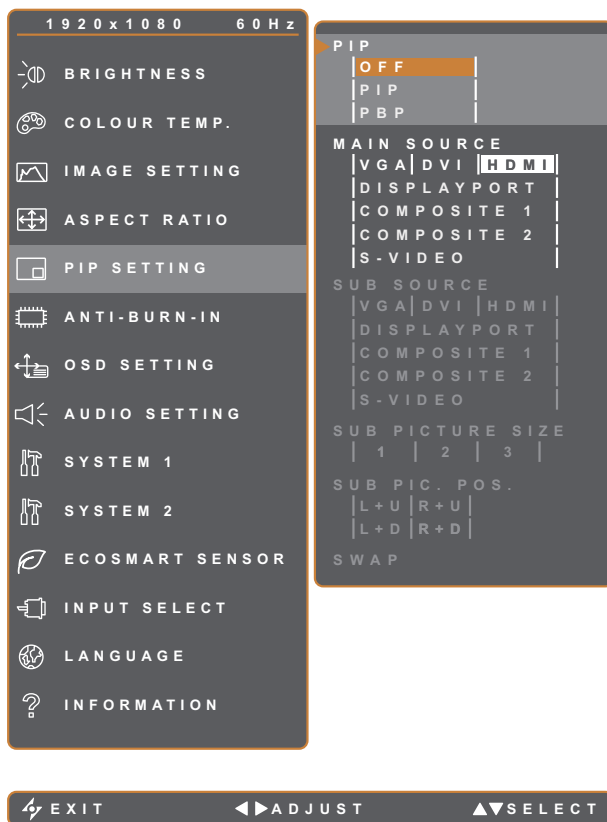 1920x1080 60Hz
BRIGHTNESS
COLOUR TEMP.
IMAGE SETTING
ASPECT RATIO
PIP SETTING
ANTI-BURN-IN
OSD SETTING
AUDIO SETTING
SYSTEM 1
SYSTEM 2
ECOSMART SENSOR
INPUT SELECT
LANGUAGE
INFORMATION
PIP
OFF
PIP
PBP
MAIN SOURCE
VGA DVI HDMI
DISPLAYPORT
COMPOSITE 1
COMPOSITE 2
S-VIDEO
SUB SOURCE
VGA DVI HDMI
DISPLAYPORT
COMPOSITE 1
COMPOSITE 2
S-VIDEO
SUB PICTURE SIZE
1 2 3
SUB PIC. POS.
L+U R+U
L+D R+D
SWAP
EXIT ADJUST SELECT